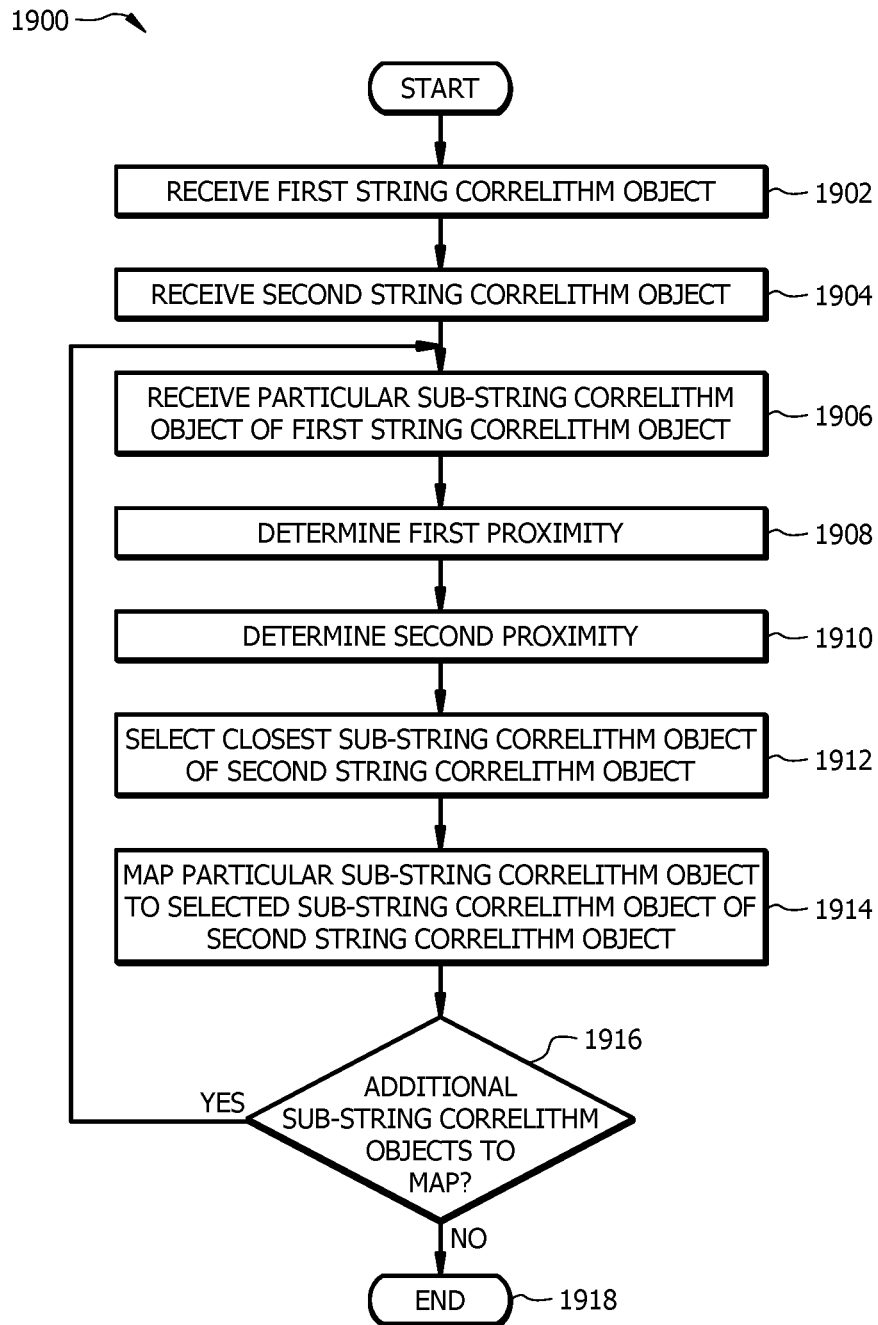 1900
START
RECEIVE FIRST STRING CORRELITHM OBJECT
1902
RECEIVE SECOND STRING CORRELITHM OBJECT
1904
RECEIVE PARTICULAR SUB-STRING CORRELITHM
OBJECT OF FIRST STRING CORRELITHM OBJECT
1906
DETERMINE FIRST PROXIMITY
1908
DETERMINE SECOND PROXIMITY
1910
SELECT CLOSEST SUB-STRING CORRELITHM OBJECT
OF SECOND STRING CORRELITHM OBJECT
1912
MAP PARTICULAR SUB-STRING CORRELITHM OBJECT
TO SELECTED SUB-STRING CORRELITHM OBJECT OF
SECOND STRING CORRELITHM OBJECT
1914
1916
YES
ADDITIONAL
SUB-STRING CORRELITHM
OBJECTS TO
MAP?
NO
END
1918